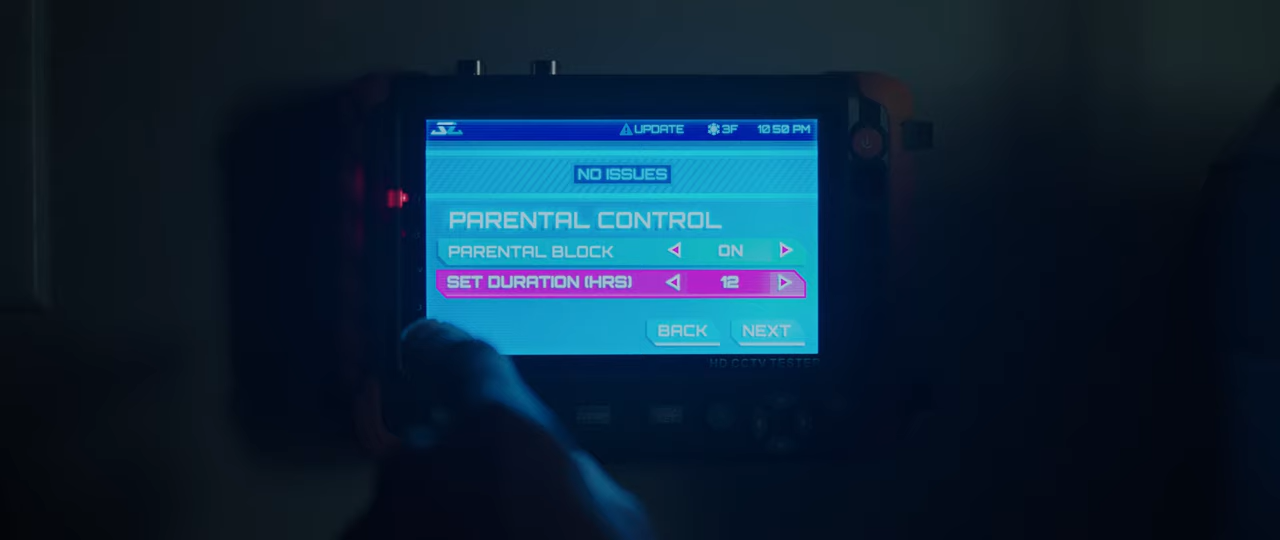 UPDATE 3F 10:50 PM
NO ISSUES
PARENTAL CONTROL
PARENTAL BLOCK ON
SET DURATION (HRS) 12
BACK NEXT
HD CCTV TESTER